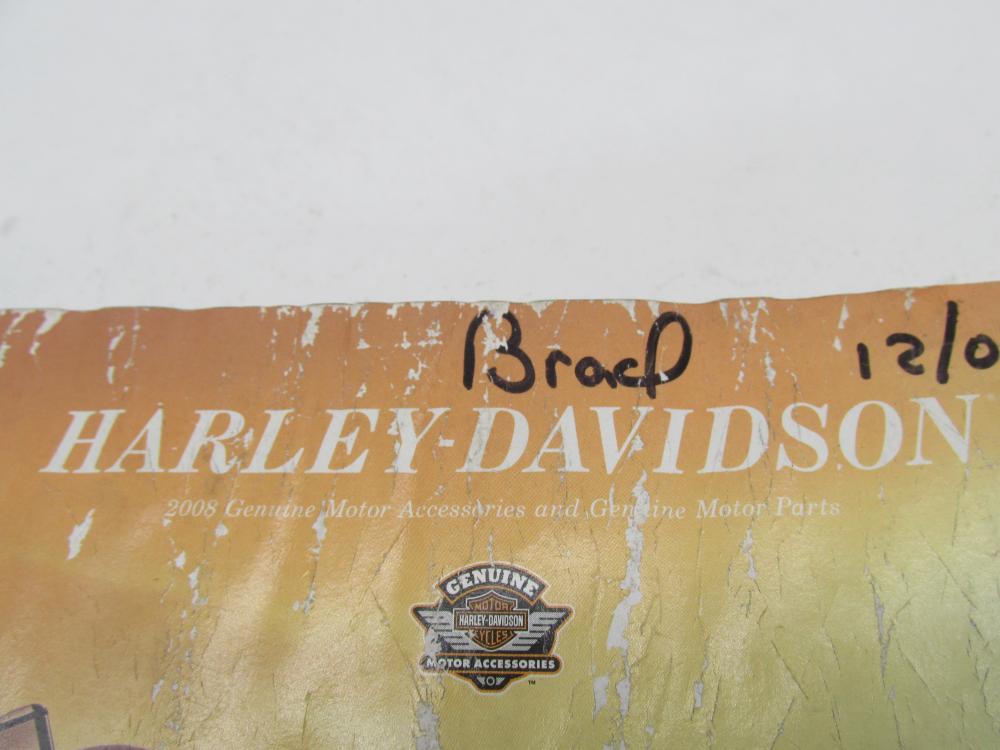 Brad 12/0
HARLEY-DAVIDSON
2008 Genuine Motor Accessories and Genuine Motor Parts
GENUINE
MOTOR
HARLEY-DAVIDSON
CYCLES
MOTOR ACCESSORIES
TM